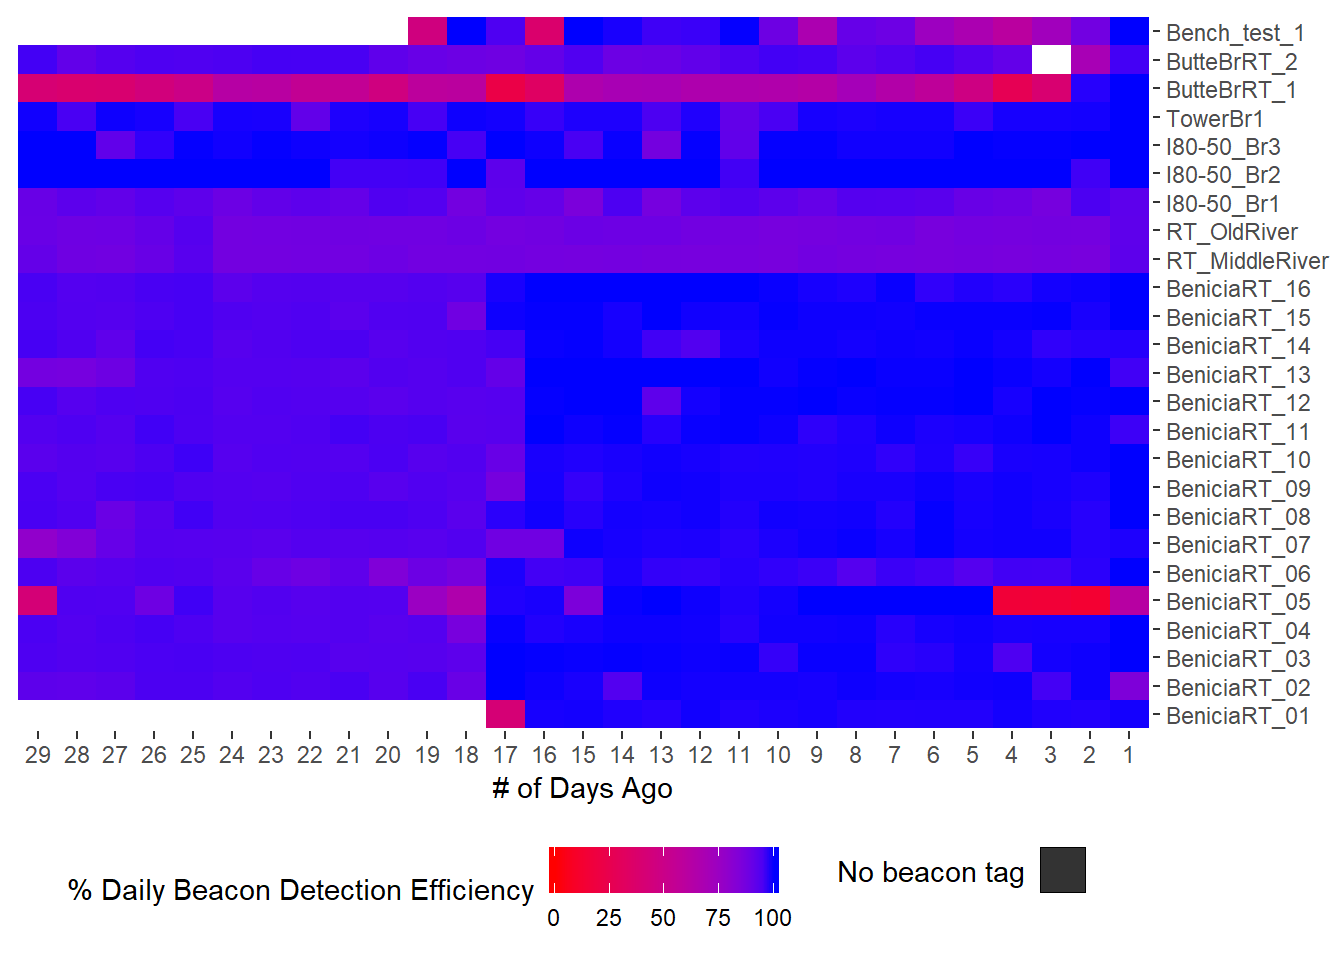 Bench_test_1
ButteBrRT_2
ButteBrRT_1
TowerBr1
I80-50_Br3
I80-50_Br2
I80-50_Br1
RT_OldRiver
RT_MiddleRiver
BeniciaRT_16
BeniciaRT_15
BeniciaRT_14
BeniciaRT_13
BeniciaRT_12
BeniciaRT_11
BeniciaRT_10
BeniciaRT_09
BeniciaRT_08
BeniciaRT_07
BeniciaRT_06
BeniciaRT_05
BeniciaRT_04
BeniciaRT_03
BeniciaRT_02
BeniciaRT_01
29 28 27 26 25 24 23 22 21 20 19 18 17 16 15 14 13 12 11 10 9 8 7 6 5 4 3 2 1
# of Days Ago
% Daily Beacon Detection Efficiency
0 25 50 75 100
No beacon tag